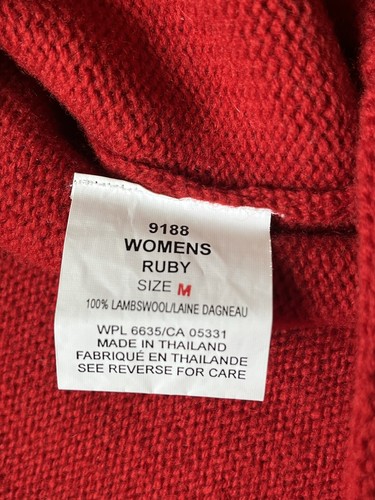 9188
WOMENS
RUBY
SIZE M
100% LAMBSWOOL/LAINE DAGNEAU
WPL 6635/CA 05331
MADE IN THAILAND
FABRIQUÉ EN THAILANDE
SEE REVERSE FOR CARE